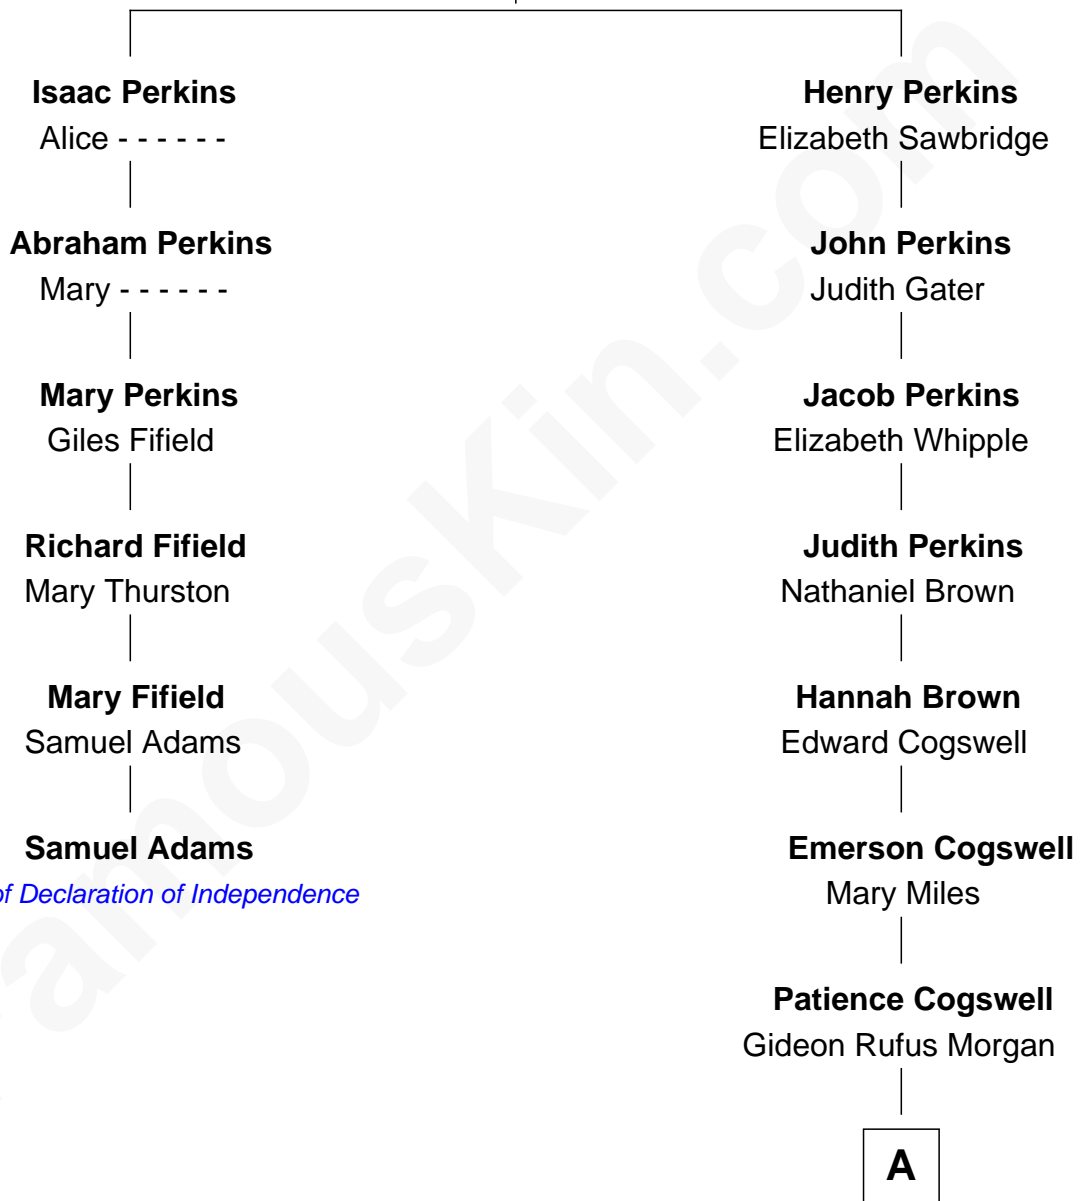 Isaac Perkins
Alice - - - - - -
Henry Perkins
Elizabeth Sawbridge
Abraham Perkins
Mary - - - - - -
John Perkins
Judith Gater
Mary Perkins
Giles Fifield
Jacob Perkins
Elizabeth Whipple
Richard Fifield
Mary Thurston
Judith Perkins
Nathaniel Brown
Mary Fifield
Samuel Adams
Hannah Brown
Edward Cogswell
Samuel Adams
of Declaration of Independence
Emerson Cogswell
Mary Miles
Patience Cogswell
Gideon Rufus Morgan
A
amouskin.com